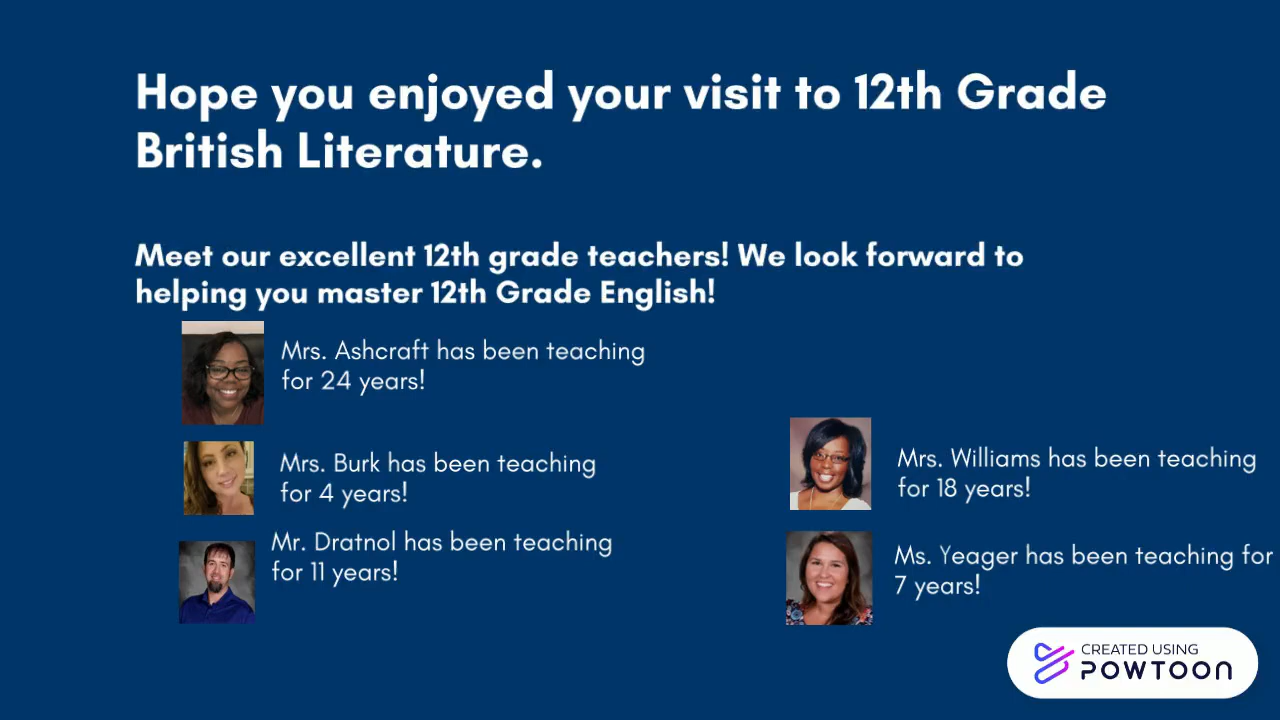 Hope you enjoyed your visit to 12th Grade
British Literature.
Meet our excellent 12th grade teachers! We look forward to
helping you master 12th Grade English!
Mrs. Ashcraft has been teaching
for 24 years!
Mrs. Burk has been teaching
for 4 years!
Mr. Dratnol has been teaching
for 11 years!
Mrs. Williams has been teaching
for 18 years!
Ms. Yeager has been teaching for
7 years!
CREATED USING
POWTOON